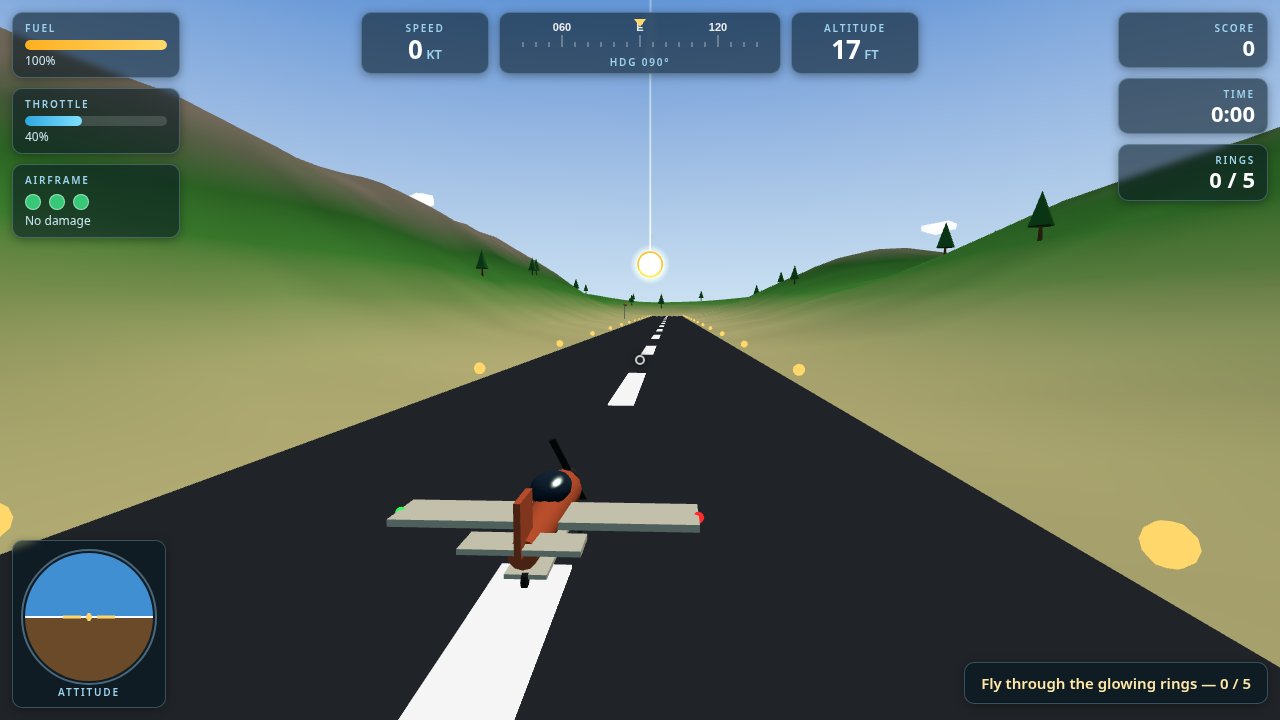 FUEL
100%
THROTTLE
40%
AIRFRAME
No damage
SPEED
0 KT
060 E 120
HDG 090°
ALTITUDE
17 FT
SCORE
0
TIME
0:00
RINGS
0 / 5
ATTITUDE
Fly through the glowing rings — 0 / 5